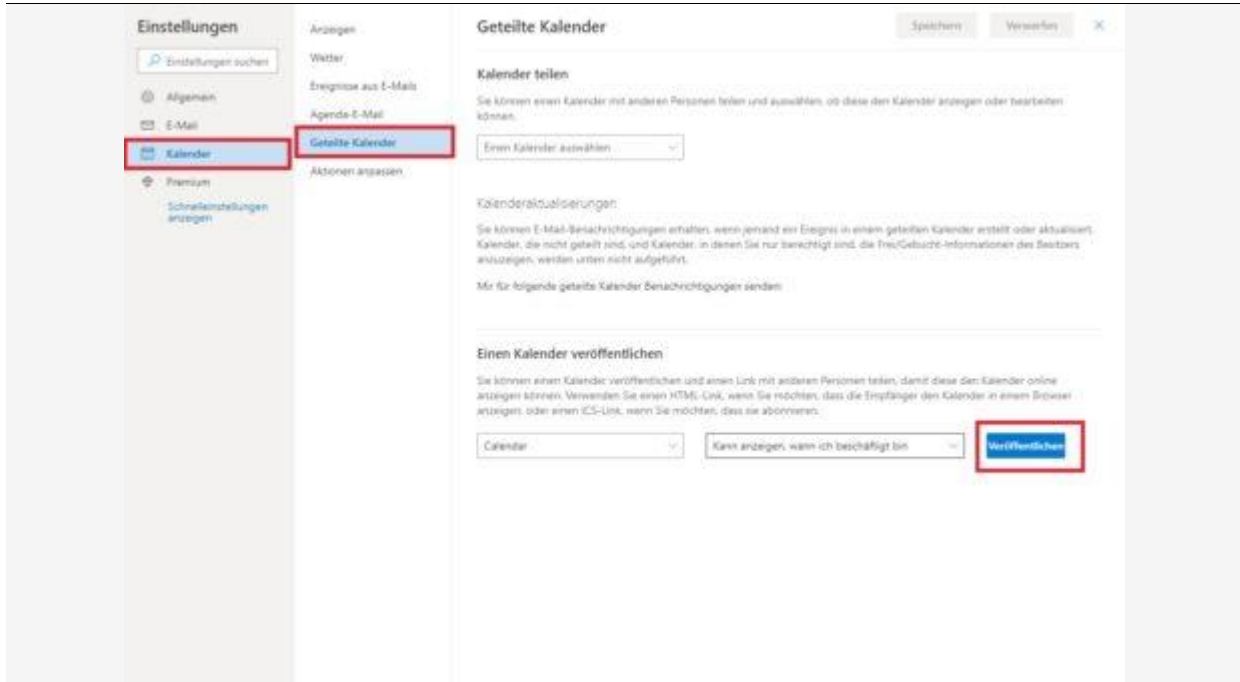 Einstellungen
Einstellungen suchen
Allgemein
E-Mail
Kalender
Premium
Schnelleinstellungen
anzeigen
Anzeigen
Wetter
Ereignisse aus E-Mails
Agenda-E-Mail
Geteilte Kalender
Aktionen anpassen
Geteilte Kalender
Speichern
Verwerfen
Kalender teilen
Sie können einen Kalender mit anderen Personen teilen und auswählen, ob diese den Kalender anzeigen oder bearbeiten
können.
Einen Kalender auswählen
Kalenderaktualisierungen
Sie können E-Mail-Benachrichtigungen erhalten, wenn jemand ein Ereignis in einem geteilten Kalender erstellt oder aktualisiert.
Kalender, die nicht geteilt sind, und Kalender, in denen Sie nur berechtigt sind, die Frei/Gebucht-Informationen des Besitzers
anzuzeigen, werden unten nicht aufgeführt.
Mir für folgende geteilte Kalender Benachrichtigungen senden:
Einen Kalender veröffentlichen
Sie können einen Kalender veröffentlichen und einen Link mit anderen Personen teilen, damit diese den Kalender online
anzeigen können. Verwenden Sie einen HTML-Link, wenn Sie möchten, dass die Empfänger den Kalender in einem Browser
anzeigen, oder einen ICS-Link, wenn Sie möchten, dass sie abonnieren.
Calendar
Kann anzeigen, wann ich beschäftigt bin
Veröffentlichen